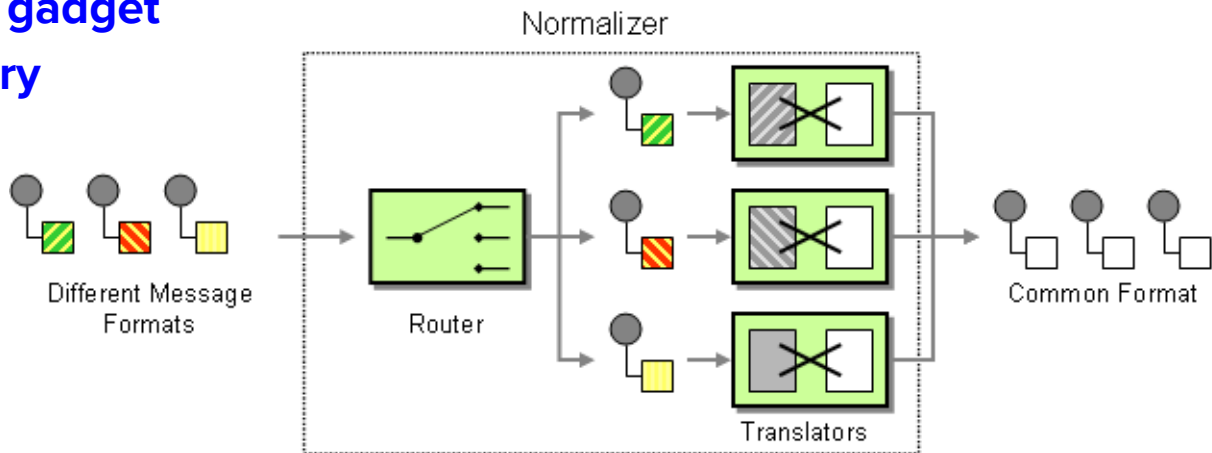 gadget
ry
Normalizer
Different Message
Formats
Router
Translators
Common Format